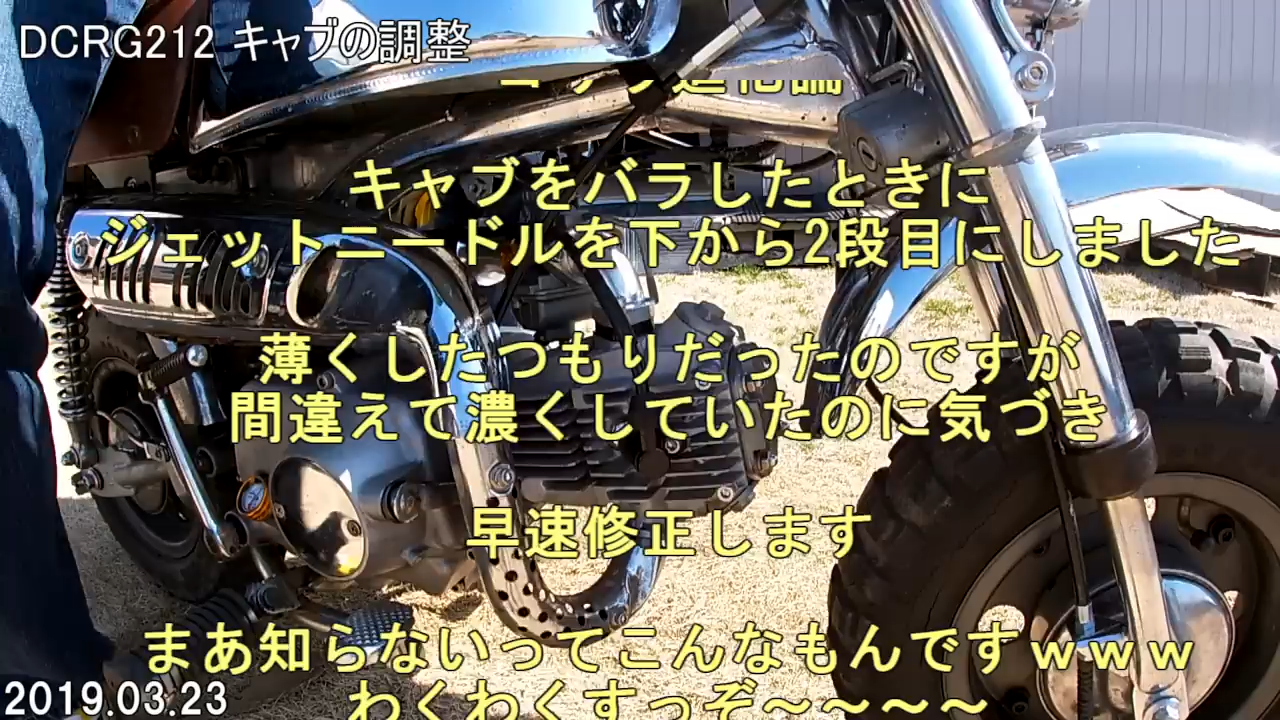 DCRG212 キャブの調整
キャブをバラしたときに
ジェットニードルを下から2段目にしました
薄くしたつもりだったのですが
間違えて濃くしていたのに気づき
早速修正します
まあ知らないってこんなもんですｗｗｗ
わくわくすっぞ～～～～
2019.03.23